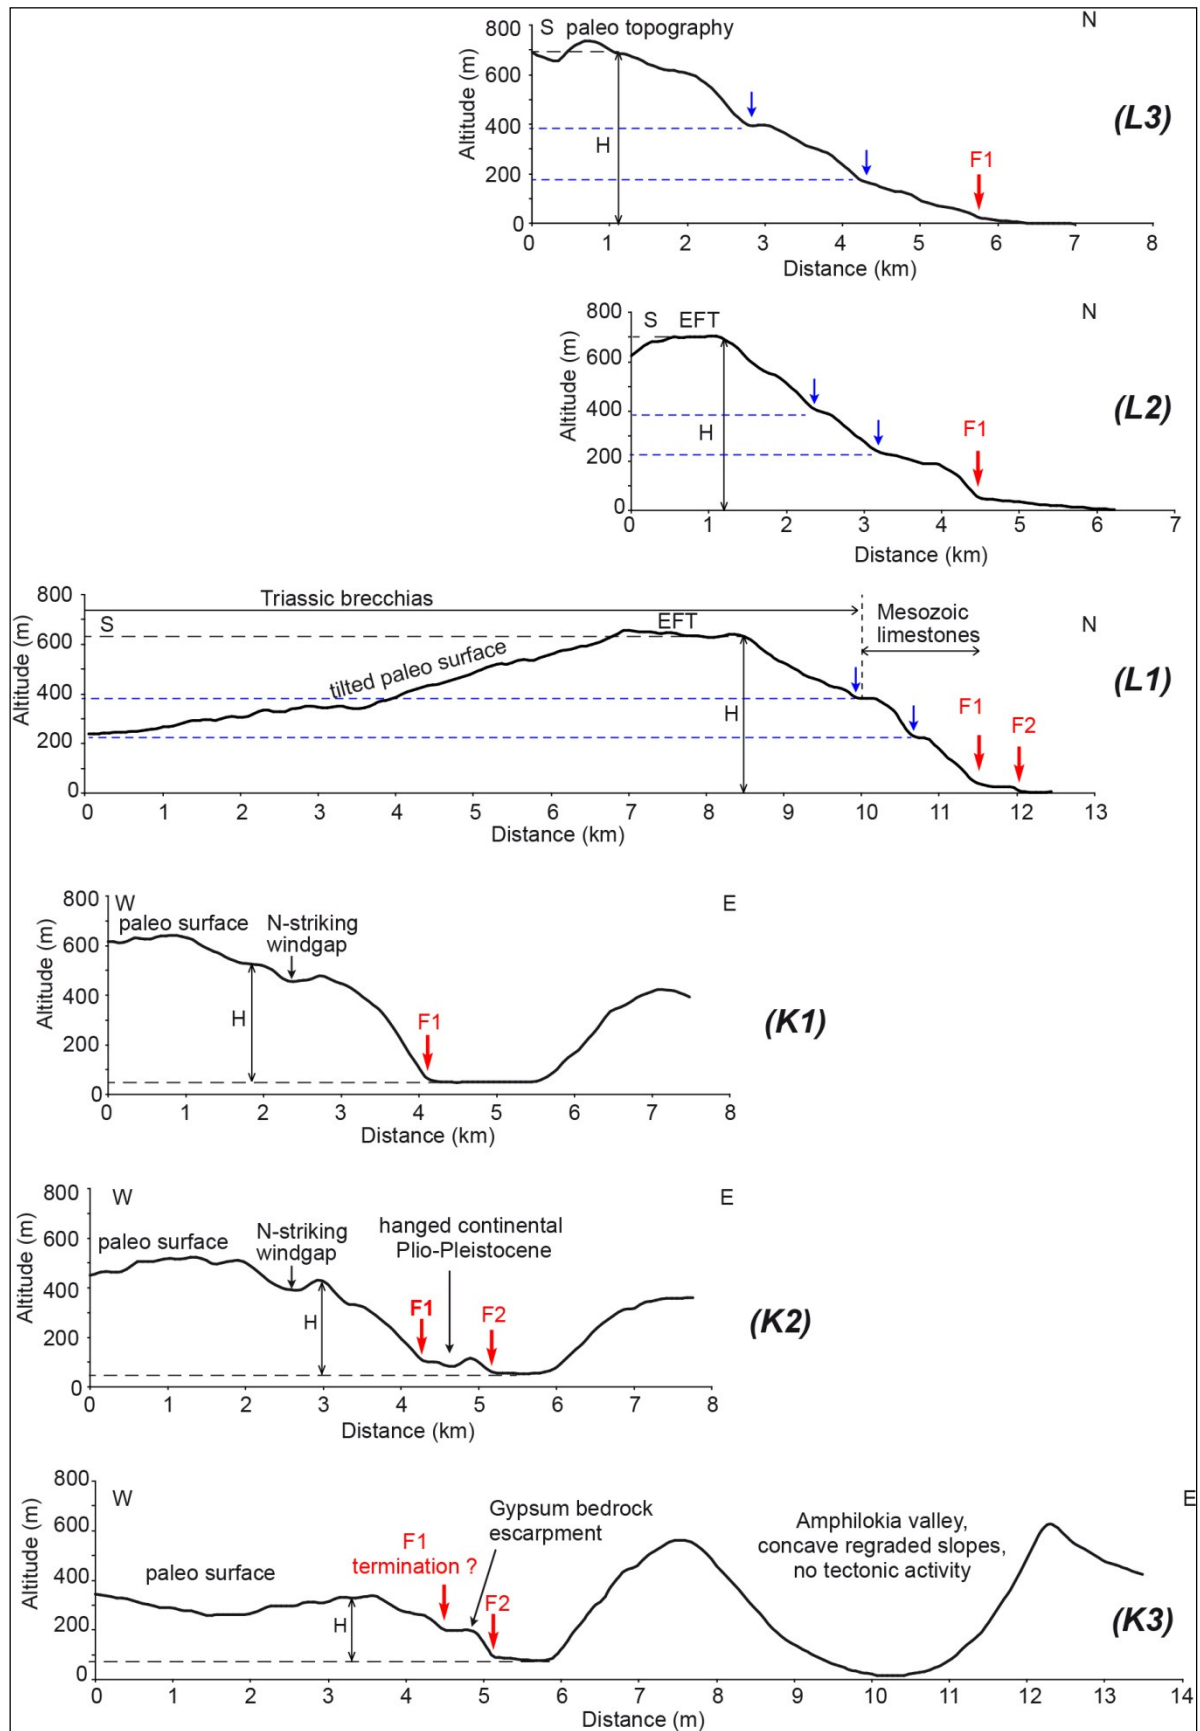 S paleo topography N
800
600
400
200
0
Altitude (m)
H
F1
(L3)
0 1 2 3 4 5 6 7 8
Distance (km)
S EFT N
800
600
400
200
0
Altitude (m)
H
F1
(L2)
0 1 2 3 4 5 6 7
Distance (km)
800
600
400
200
0
Altitude (m)
Triassic brecchias
Mesozoic
limestones
S EFT N
tilted paleo surface
H
F1
F2
(L1)
0 1 2 3 4 5 6 7 8 9 10 11 12 13
Distance (km)
800
600
400
200
0
Altitude (m)
W E
paleo surface
N-striking
windgap
H
F1
(K1)
0 1 2 3 4 5 6 7 8
Distance (km)
800
600
400
200
0
Altitude (m)
W E
paleo surface
N-striking
windgap
hanged continental
Plio-Pleistocene
H
F1
F2
(K2)
0 1 2 3 4 5 6 7 8
Distance (km)
800
600
400
200
0
Altitude (m)
W E
paleo surface
F1
termination ?
Gypsum bedrock
escarpment
H
F2
Amphilokia valley,
concave regraded slopes,
no tectonic activity
(K3)
0 1 2 3 4 5 6 7 8 9 10 11 12 13 14
Distance (m)